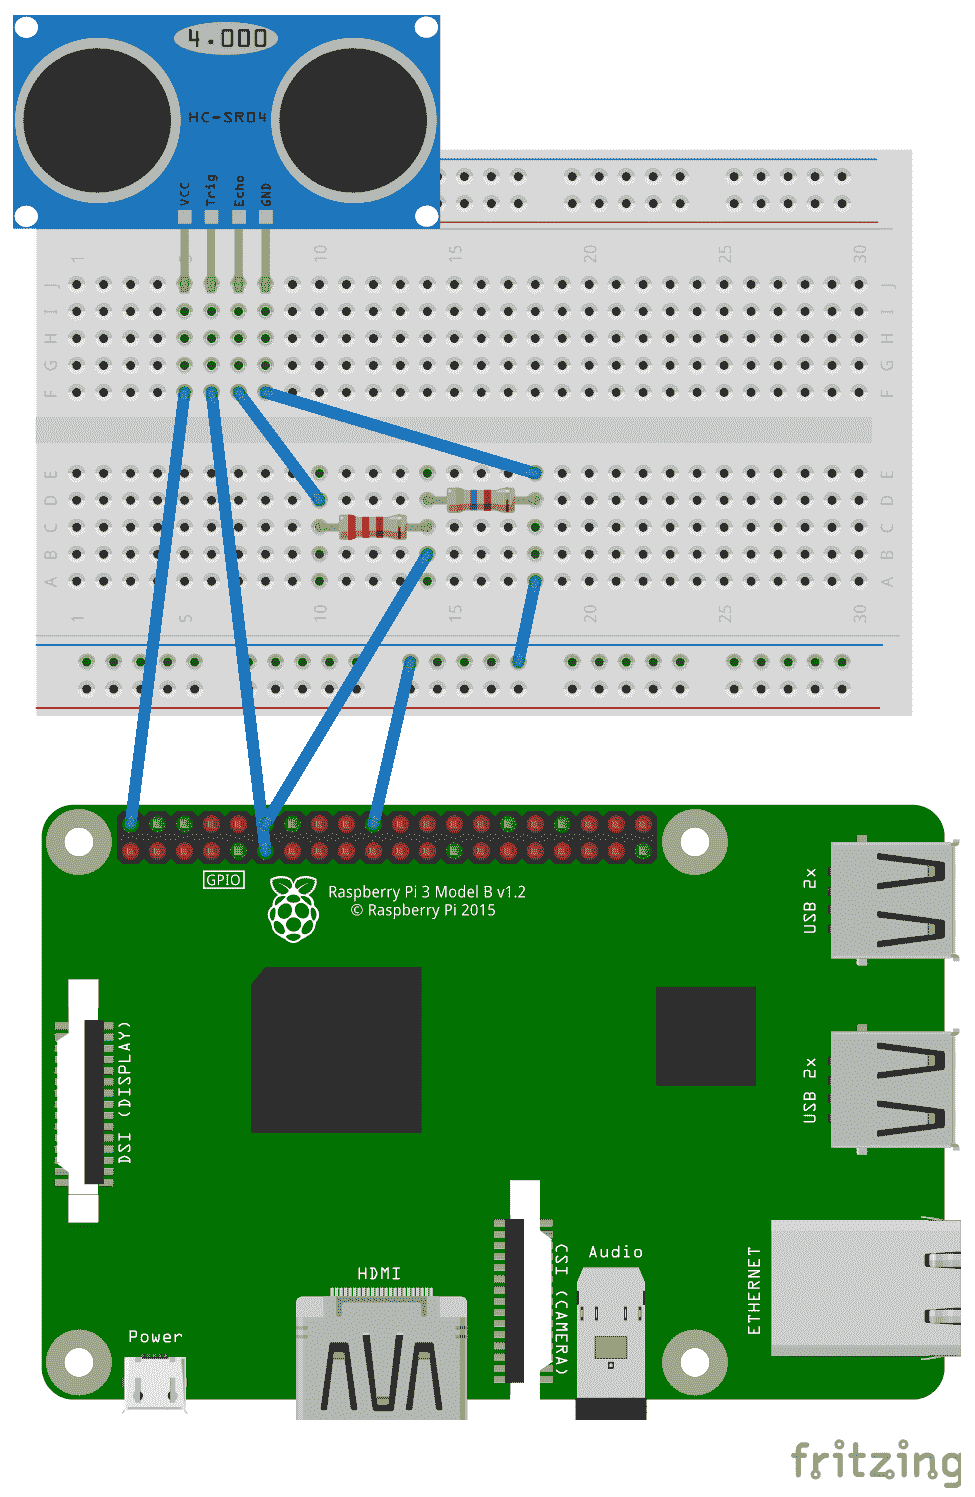 4.000
HC-SR04
VCC
Trig
Echo
GND
1
10
15
20
25
30
J
J
I
I
H
H
G
G
F
F
E
E
D
D
C
C
B
B
A
A
1
5
10
15
20
25
30
GPIO
Raspberry Pi 3 Model B v1.2
© Raspberry Pi 2015
USB 2x
USB 2x
DSI (DISPLAY)
HDMI
Power
CSI (CAMERA)
Audio
ETHERNET
fritzing